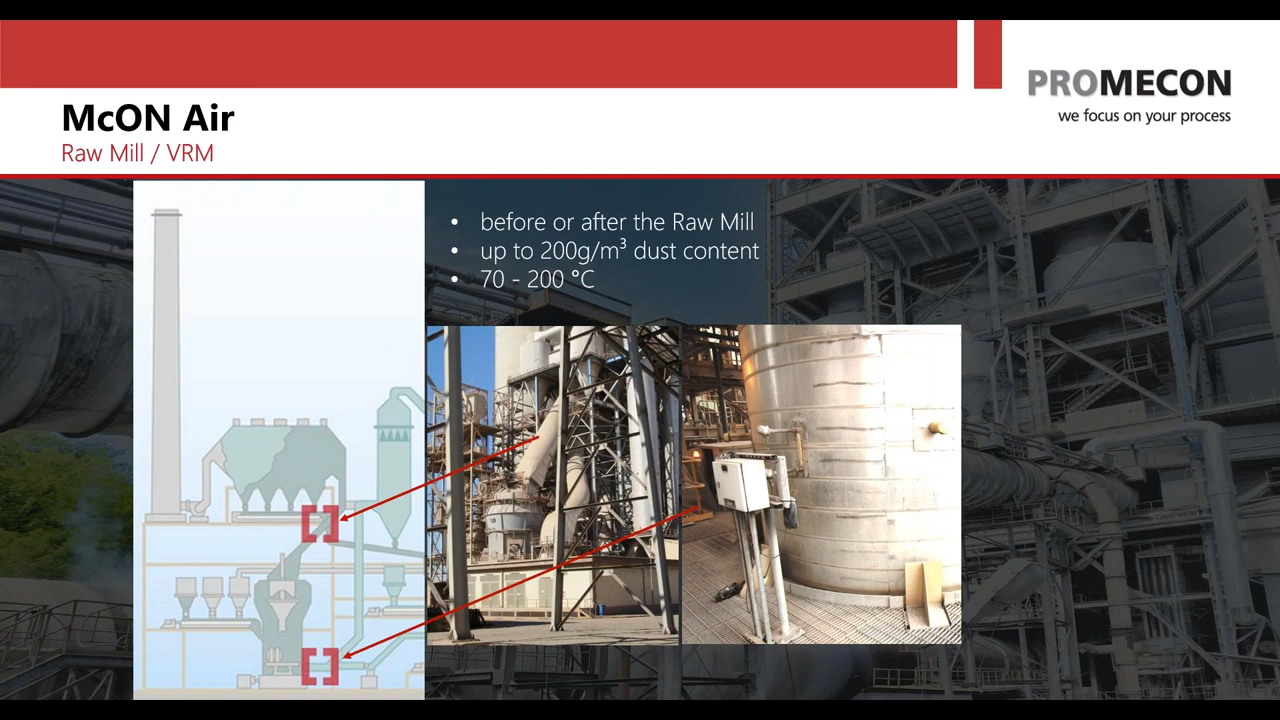 PROMECON
we focus on your process
McON Air
Raw Mill / VRM
• before or after the Raw Mill
• up to 200g/m³ dust content
• 70 - 200 °C